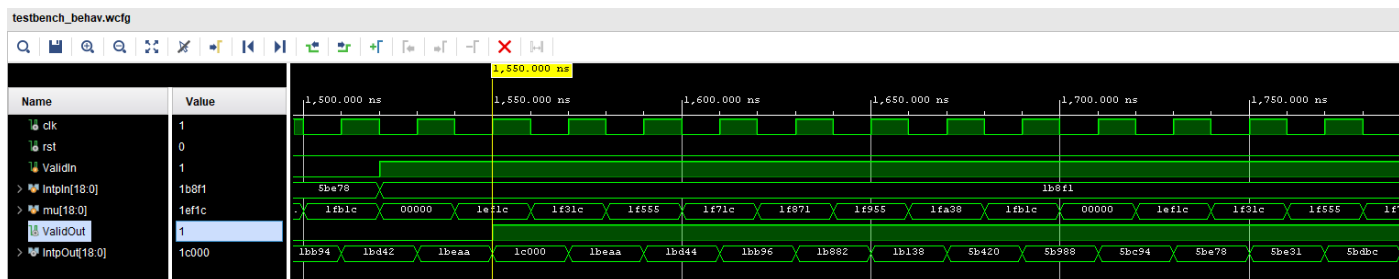 testbench_behav.wcfg
1,550.000 ns
Name Value 1,500.000 ns 1,550.000 ns 1,600.000 ns 1,650.000 ns 1,700.000 ns 1,750.000 ns
clk 1
rst 0
ValidIn 1
IntpIn[18:0] 1b8f1 5be78 1b8f1
mu[18:0] 1ef1c 1fb1c 00000 1ef1c 1f31c 1f555 1f71c 1f871 1f955 1fa38 1fb1c 00000 1ef1c 1f31c 1f555 1f7
ValidOut 1
IntpOut[18:0] 1c000 1bb94 1bd42 1beaa 1c000 1beaa 1bd44 1bb96 1b882 1b138 5b420 5b988 5bc94 5be78 5be31 5bdbc